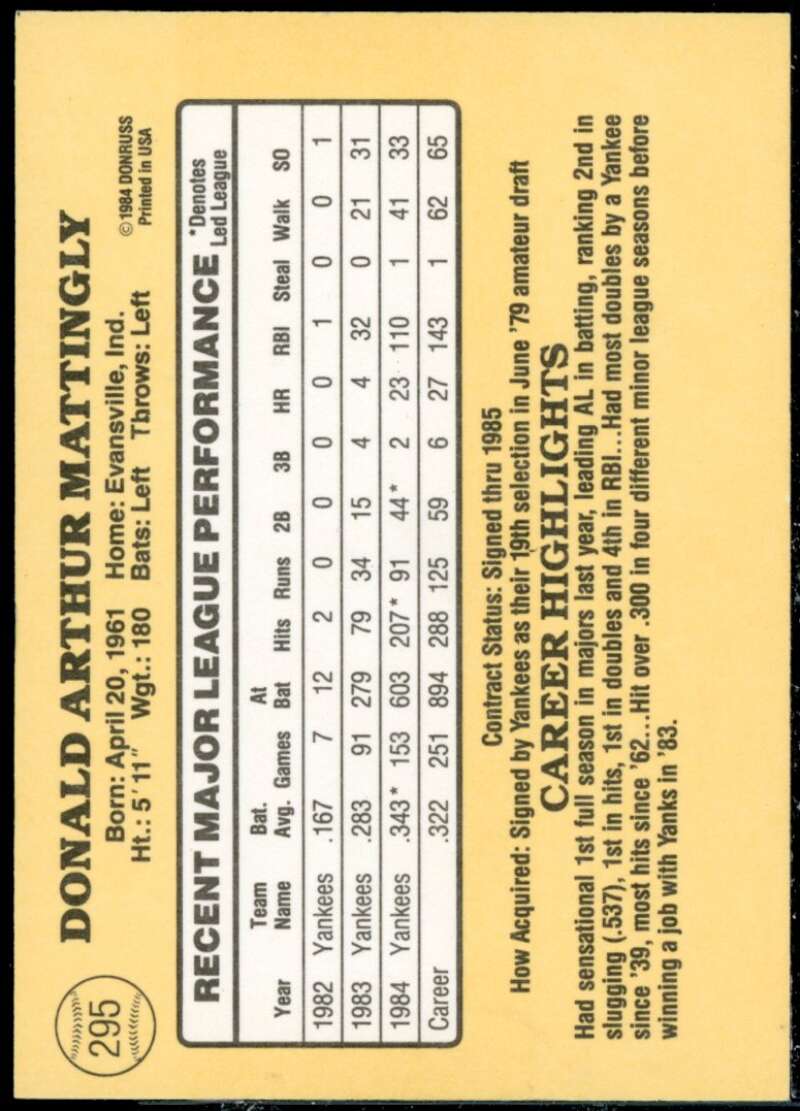 295
DONALD ARTHUR MATTINGLY
©1984 DONRUSS
Printed in USA
Born: April 20, 1961 Home: Evansville, Ind.
Ht.: 5'11" Wgt.: 180 Bats: Left Throws: Left
RECENT MAJOR LEAGUE PERFORMANCE *Denotes Led League
Year Team Name Bat. Avg. Games At Bat Hits Runs 2B 3B HR RBI Steal Walk SO
1982 Yankees .167 7 12 2 0 0 0 0 1 0 0 1
1983 Yankees .283 91 279 79 34 15 4 4 32 0 21 31
1984 Yankees .343* 153 603 207* 91 44* 2 23 110 1 41 33
Career .322 251 894 288 125 59 6 27 143 1 62 65
Contract Status: Signed thru 1985
How Acquired: Signed by Yankees as their 19th selection in June '79 amateur draft
CAREER HIGHLIGHTS
Had sensational 1st full season in majors last year, leading AL in batting, ranking 2nd in
slugging (.537), 1st in hits, 1st in doubles and 4th in RBI...Had most doubles by a Yankee
since '39, most hits since '62...Hit over .300 in four different minor league seasons before
winning a job with Yanks in '83.